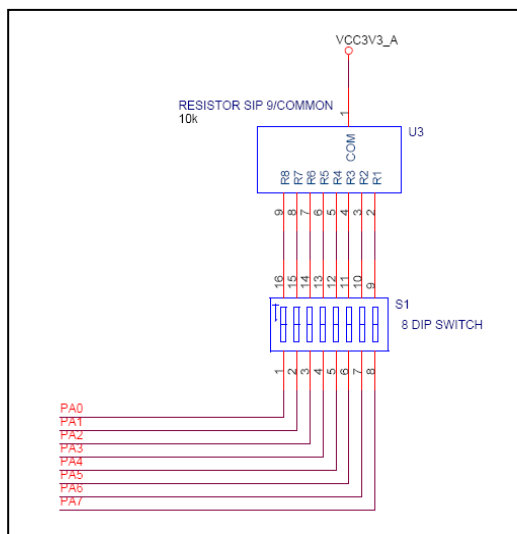 VCC3V3_A
RESISTOR SIP 9/COMMON
10k
1
U3
COM
R8 R7 R6 R5 R4 R3 R2 R1
9 8 7 6 5 4 3 2
16 15 14 13 12 11 10 9
S1
8 DIP SWITCH
1 2 3 4 5 6 7 8
PA0
PA1
PA2
PA3
PA4
PA5
PA6
PA7